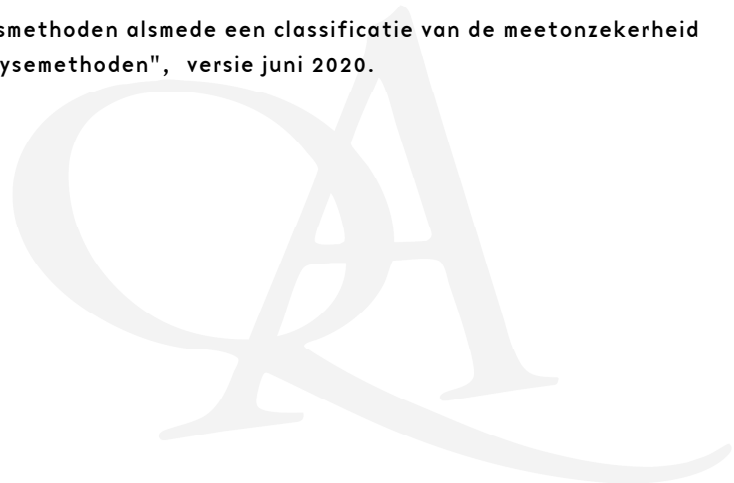 smethoden alsmede een classificatie van de meetonzekerheid
ysemethoden", versie juni 2020.